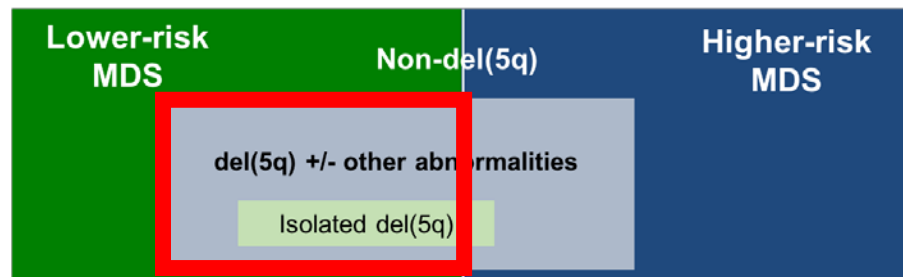 Lower-risk
MDS
Non-del(5q)
Higher-risk
MDS
del(5q) +/- other abnormalities
Isolated del(5q)